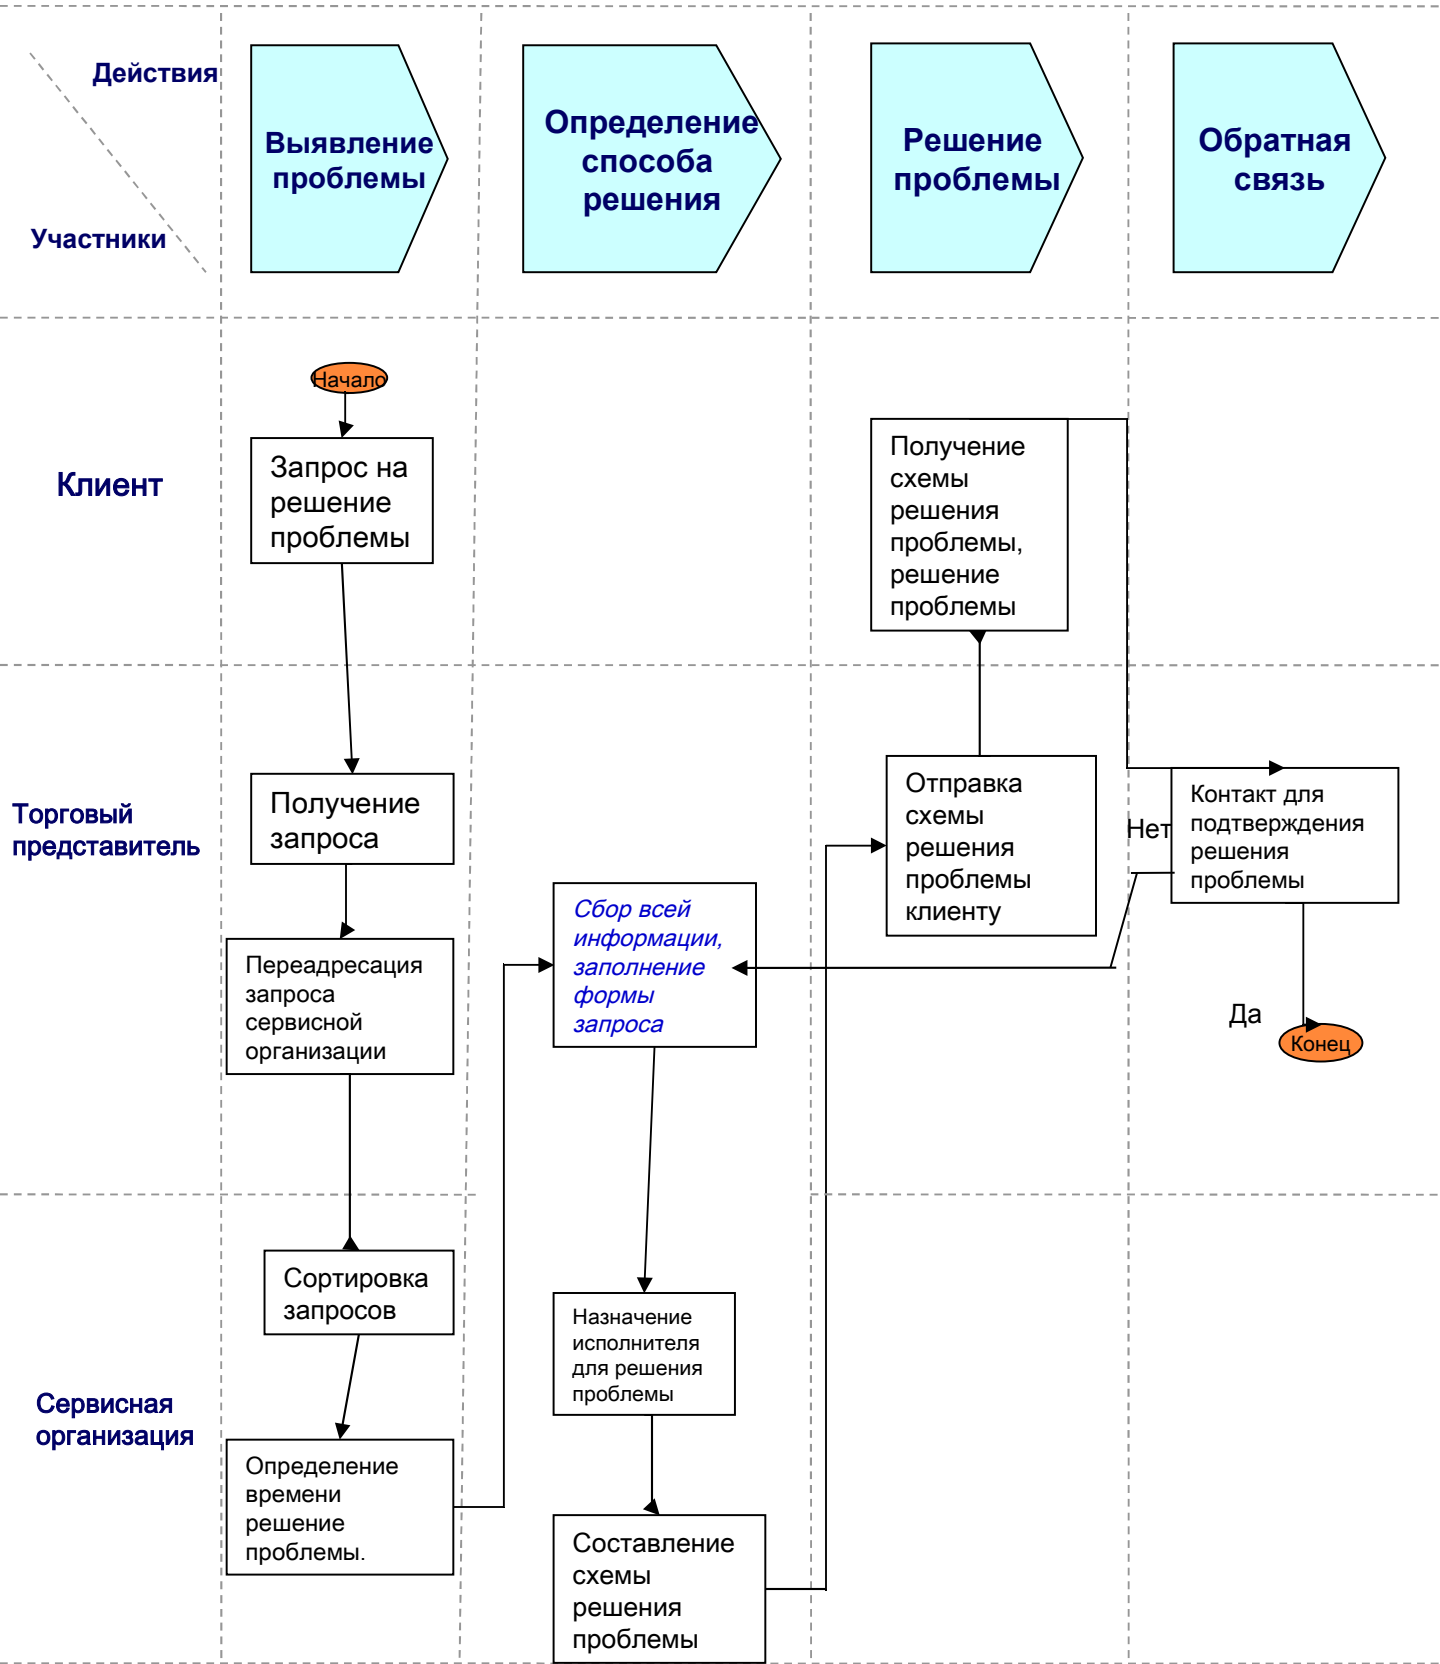 Действия
Участники
Выявление
проблемы
Определение
способа
решения
Решение
проблемы
Обратная
связь
Клиент
Начало
Запрос на
решение
проблемы
Получение
схемы
решения
проблемы,
решение
проблемы
Торговый
представитель
Получение
запроса
Переадресация
запроса
сервисной
организации
Сбор всей
информации,
заполнение
формы
запроса
Отправка
схемы
решения
проблемы
клиенту
Нет
Контакт для
подтверждения
решения
проблемы
Да
Конец
Сервисная
организация
Сортировка
запросов
Определение
времени
решение
проблемы.
Назначение
исполнителя
для решения
проблемы
Составление
схемы
решения
проблемы